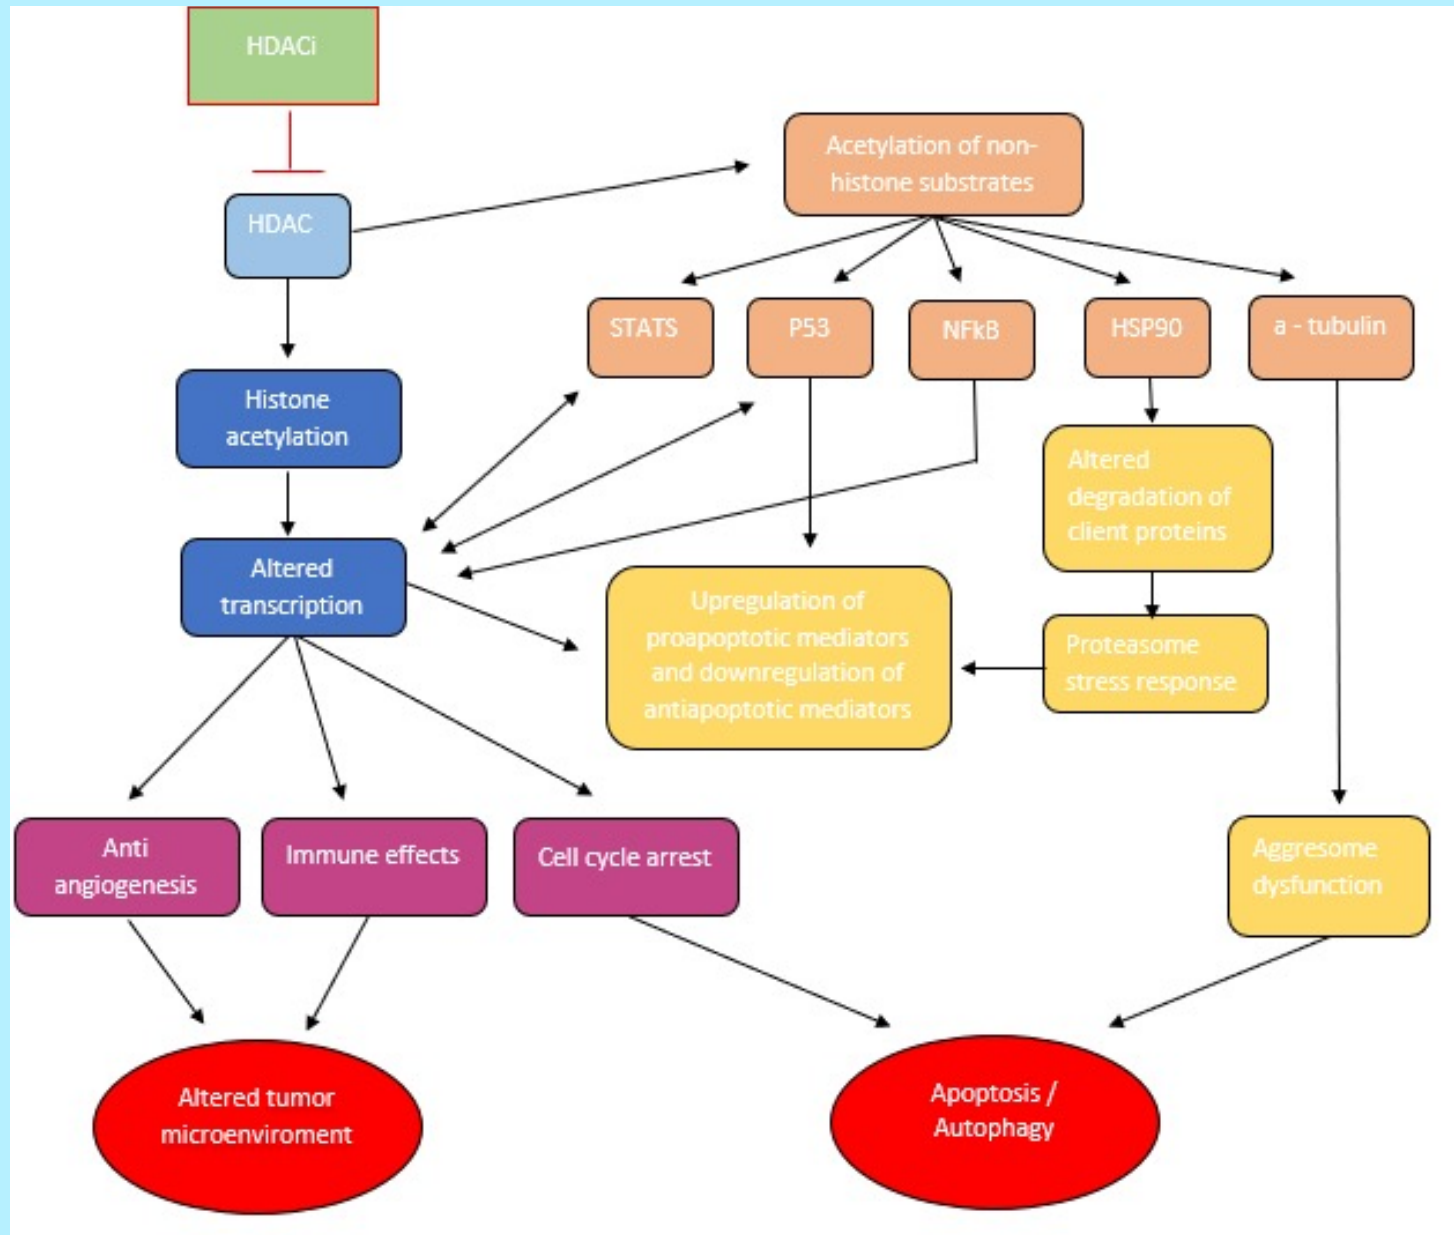 HDACi
Acetylation of non-
histone substrates
HDAC
STATS
P53
NFkB
HSP90
a - tubulin
Histone
acetylation
Altered
degradation of
client proteins
Altered
transcription
Upregulation of
proapoptotic mediators
and downregulation of
antiapoptotic mediators
Proteasome
stress response
Anti
angiogenesis
Immune effects
Cell cycle arrest
Aggresome
dysfunction
Altered tumor
microenviroment
Apoptosis /
Autophagy